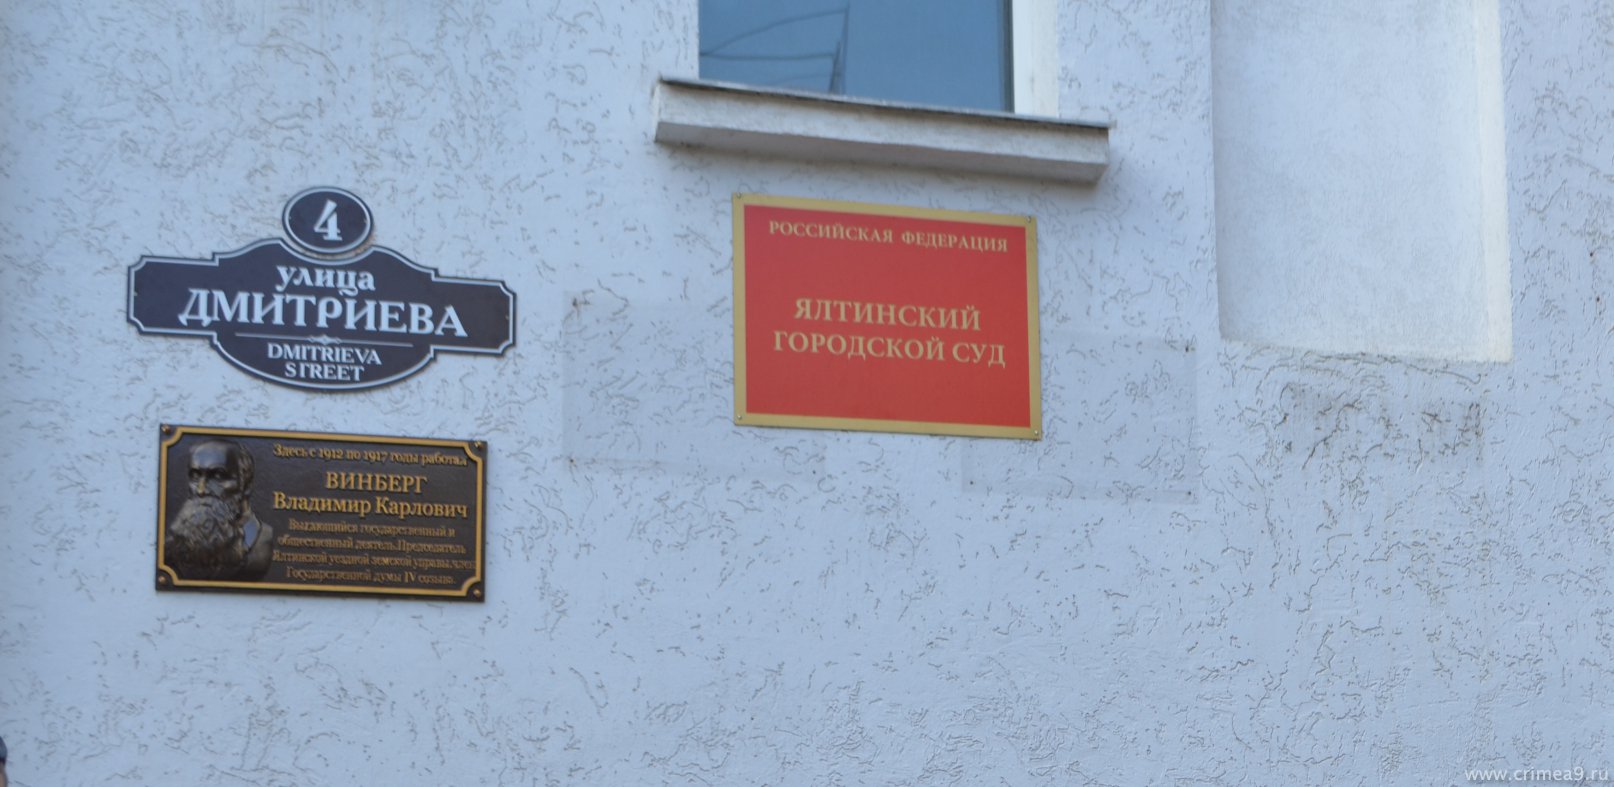 4
улица
ДМИТРИЕВА
DMITRIEVA
STREET
Здесь с 1912 по 1917 годы работал
ВИНБЕРГ
Владимир Карлович
Выдающийся государственный и
общественный деятель.Председатель
Ялтинской уездной земской управы,член
Государственной думы IV созыва.
РОССИЙСКАЯ ФЕДЕРАЦИЯ
ЯЛТИНСКИЙ
ГОРОДСКОЙ СУД
www.crimea9.ru